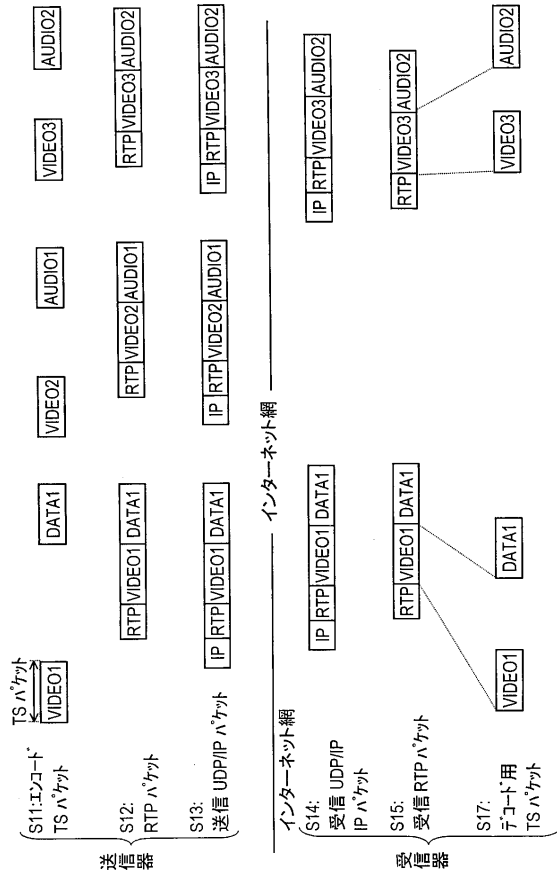 送信器
TS パケット
S11:エンコード
TS パケット
VIDEO1 DATA1 VIDEO2 AUDIO1 VIDEO3 AUDIO2
S12:
RTP パケット
RTP VIDEO1 DATA1 RTP VIDEO2 AUDIO1 RTP VIDEO3 AUDIO2
S13:
送信 UDP/IP パケット
IP RTP VIDEO1 DATA1 IP RTP VIDEO2 AUDIO1 IP RTP VIDEO3 AUDIO2
インターネット網 インターネット網
受信器
S14:
受信 UDP/IP
IP パケット
IP RTP VIDEO1 DATA1 IP RTP VIDEO3 AUDIO2
S15:
受信 RTP パケット
RTP VIDEO1 DATA1 RTP VIDEO3 AUDIO2
S17:
デコード用
TS パケット
VIDEO1 DATA1 VIDEO3 AUDIO2